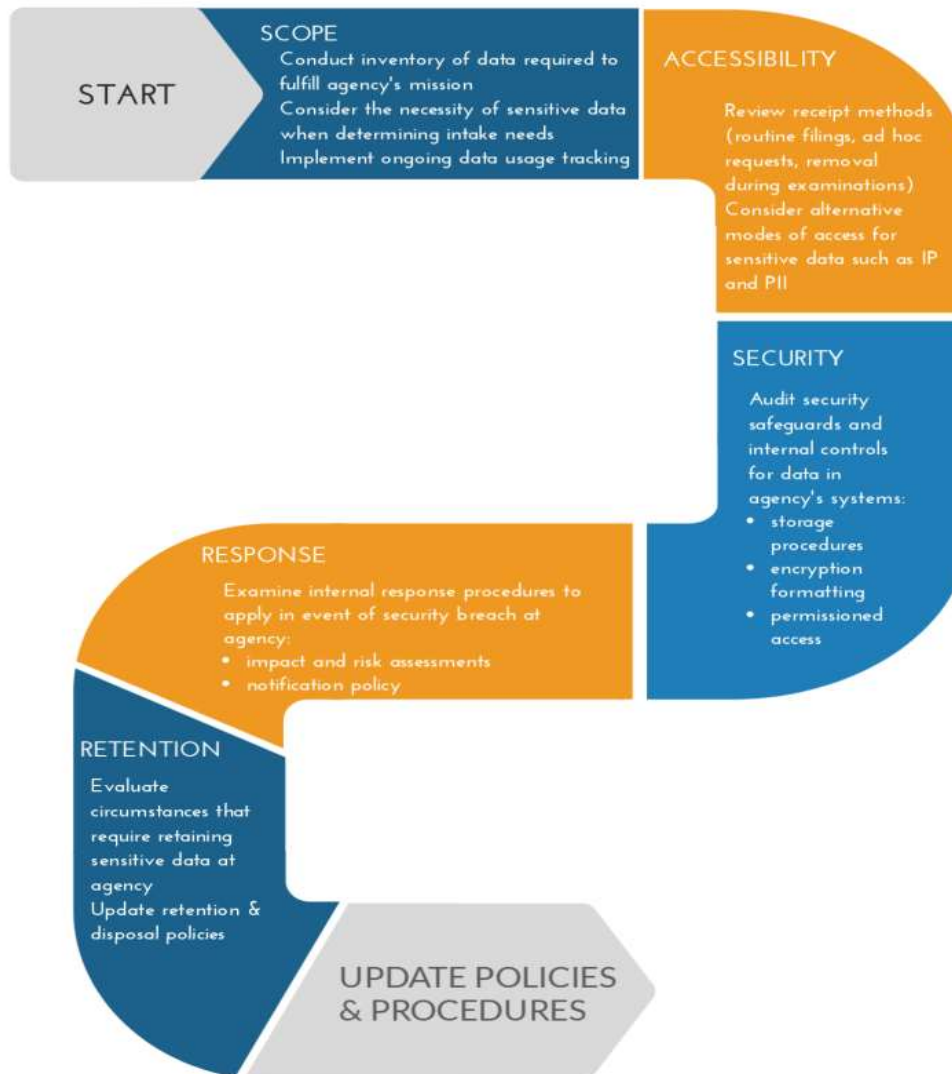 START
SCOPE
Conduct inventory of data required to
fulfill agency's mission
Consider the necessity of sensitive data
when determining intake needs
Implement ongoing data usage tracking
ACCESSIBILITY
Review receipt methods
(routine filings, ad hoc
requests, removal
during examinations)
Consider alternative
modes of access for
sensitive data such as IP
and PII
SECURITY
Audit security
safeguards and
internal controls
for data in
agency's systems:
• storage
procedures
• encryption
formatting
• permissioned
access
RESPONSE
Examine internal response procedures to
apply in event of security breach at
agency:
• impact and risk assessments
• notification policy
RETENTION
Evaluate
circumstances that
require retaining
sensitive data at
agency
Update retention &
disposal policies
UPDATE POLICIES
& PROCEDURES